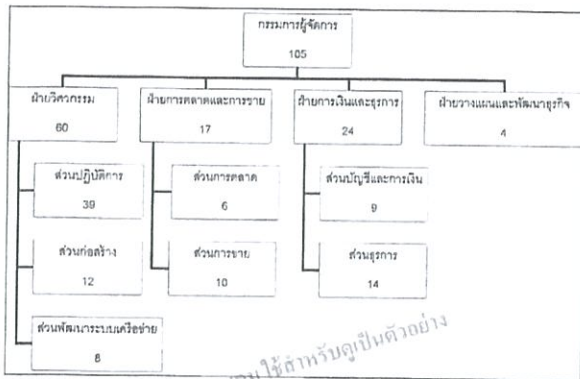 กรรมการผู้จัดการ
105
ฝ่ายวิศวกรรม
60
ฝ่ายการตลาดและการขาย
17
ฝ่ายการเงินและธุรการ
24
ฝ่ายวางแผนและพัฒนาธุรกิจ
4
ส่วนปฏิบัติการ
39
ส่วนการตลาด
6
ส่วนบัญชีและการเงิน
9
ส่วนก่อสร้าง
12
ส่วนการขาย
10
ส่วนธุรการ
14
ส่วนพัฒนาระบบเครือข่าย
8
ใช้สำหรับดูเป็นตัวอย่าง